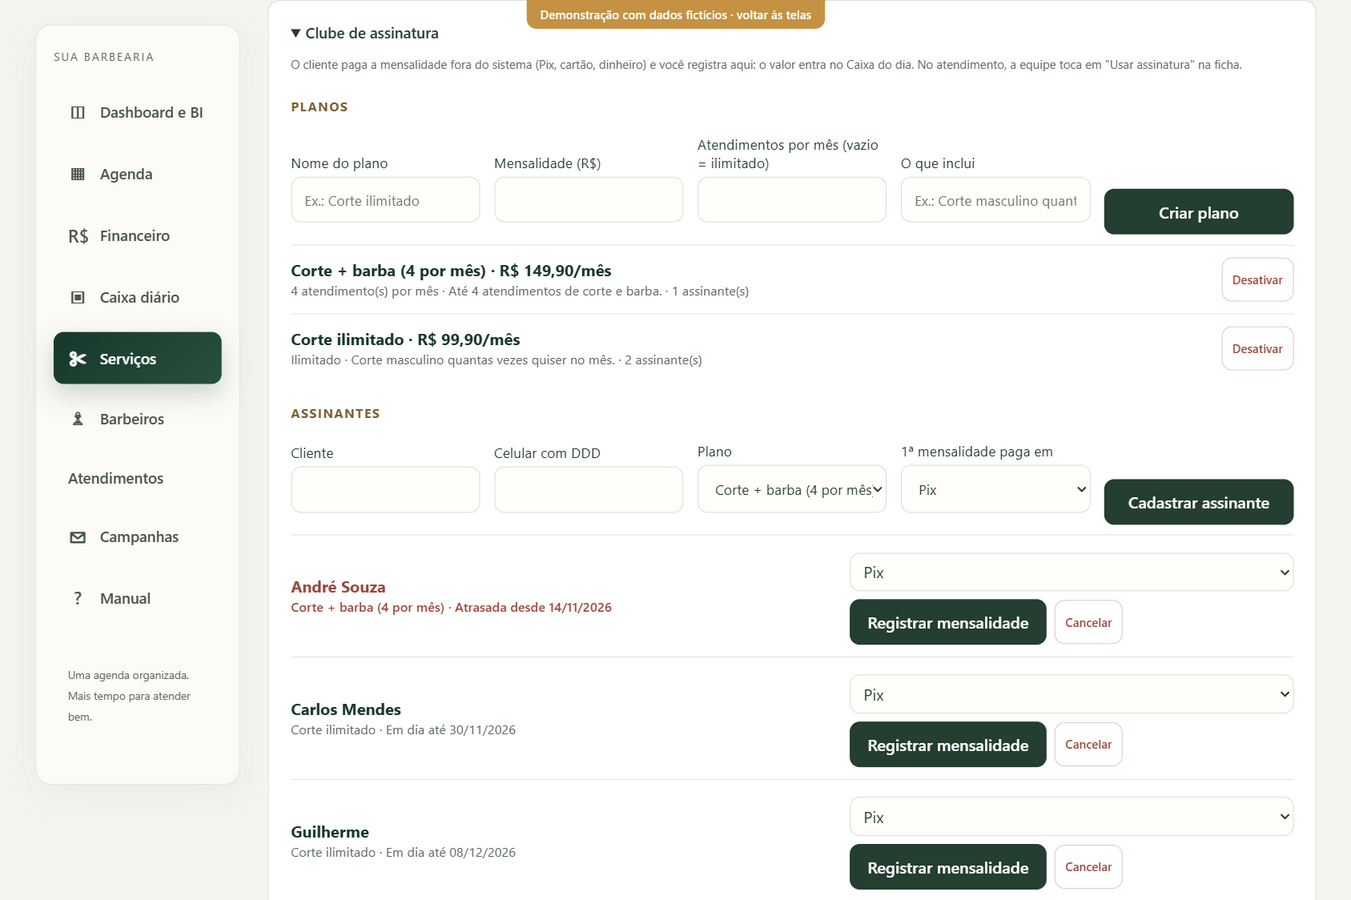 Demonstração com dados fictícios · voltar às telas
SUA BARBEARIA
Dashboard e BI
Agenda
R$ Financeiro
Caixa diário
Serviços
Barbeiros
Atendimentos
Campanhas
? Manual
Uma agenda organizada.
Mais tempo para atender
bem.
▼ Clube de assinatura
O cliente paga a mensalidade fora do sistema (Pix, cartão, dinheiro) e você registra aqui: o valor entra no Caixa do dia. No atendimento, a equipe toca em "Usar assinatura" na ficha.
PLANOS
Nome do plano
Ex.: Corte ilimitado
Mensalidade (R$)
Atendimentos por mês (vazio
= ilimitado)
O que inclui
Ex.: Corte masculino quant
Criar plano
Corte + barba (4 por mês) · R$ 149,90/mês
4 atendimento(s) por mês · Até 4 atendimentos de corte e barba. · 1 assinante(s)
Desativar
Corte ilimitado · R$ 99,90/mês
Ilimitado · Corte masculino quantas vezes quiser no mês. · 2 assinante(s)
Desativar
ASSINANTES
Cliente
Celular com DDD
Plano
Corte + barba (4 por mês
1ª mensalidade paga em
Pix
Cadastrar assinante
André Souza
Corte + barba (4 por mês) · Atrasada desde 14/11/2026
Pix
Registrar mensalidade
Cancelar
Carlos Mendes
Corte ilimitado · Em dia até 30/11/2026
Pix
Registrar mensalidade
Cancelar
Guilherme
Corte ilimitado · Em dia até 08/12/2026
Pix
Registrar mensalidade
Cancelar